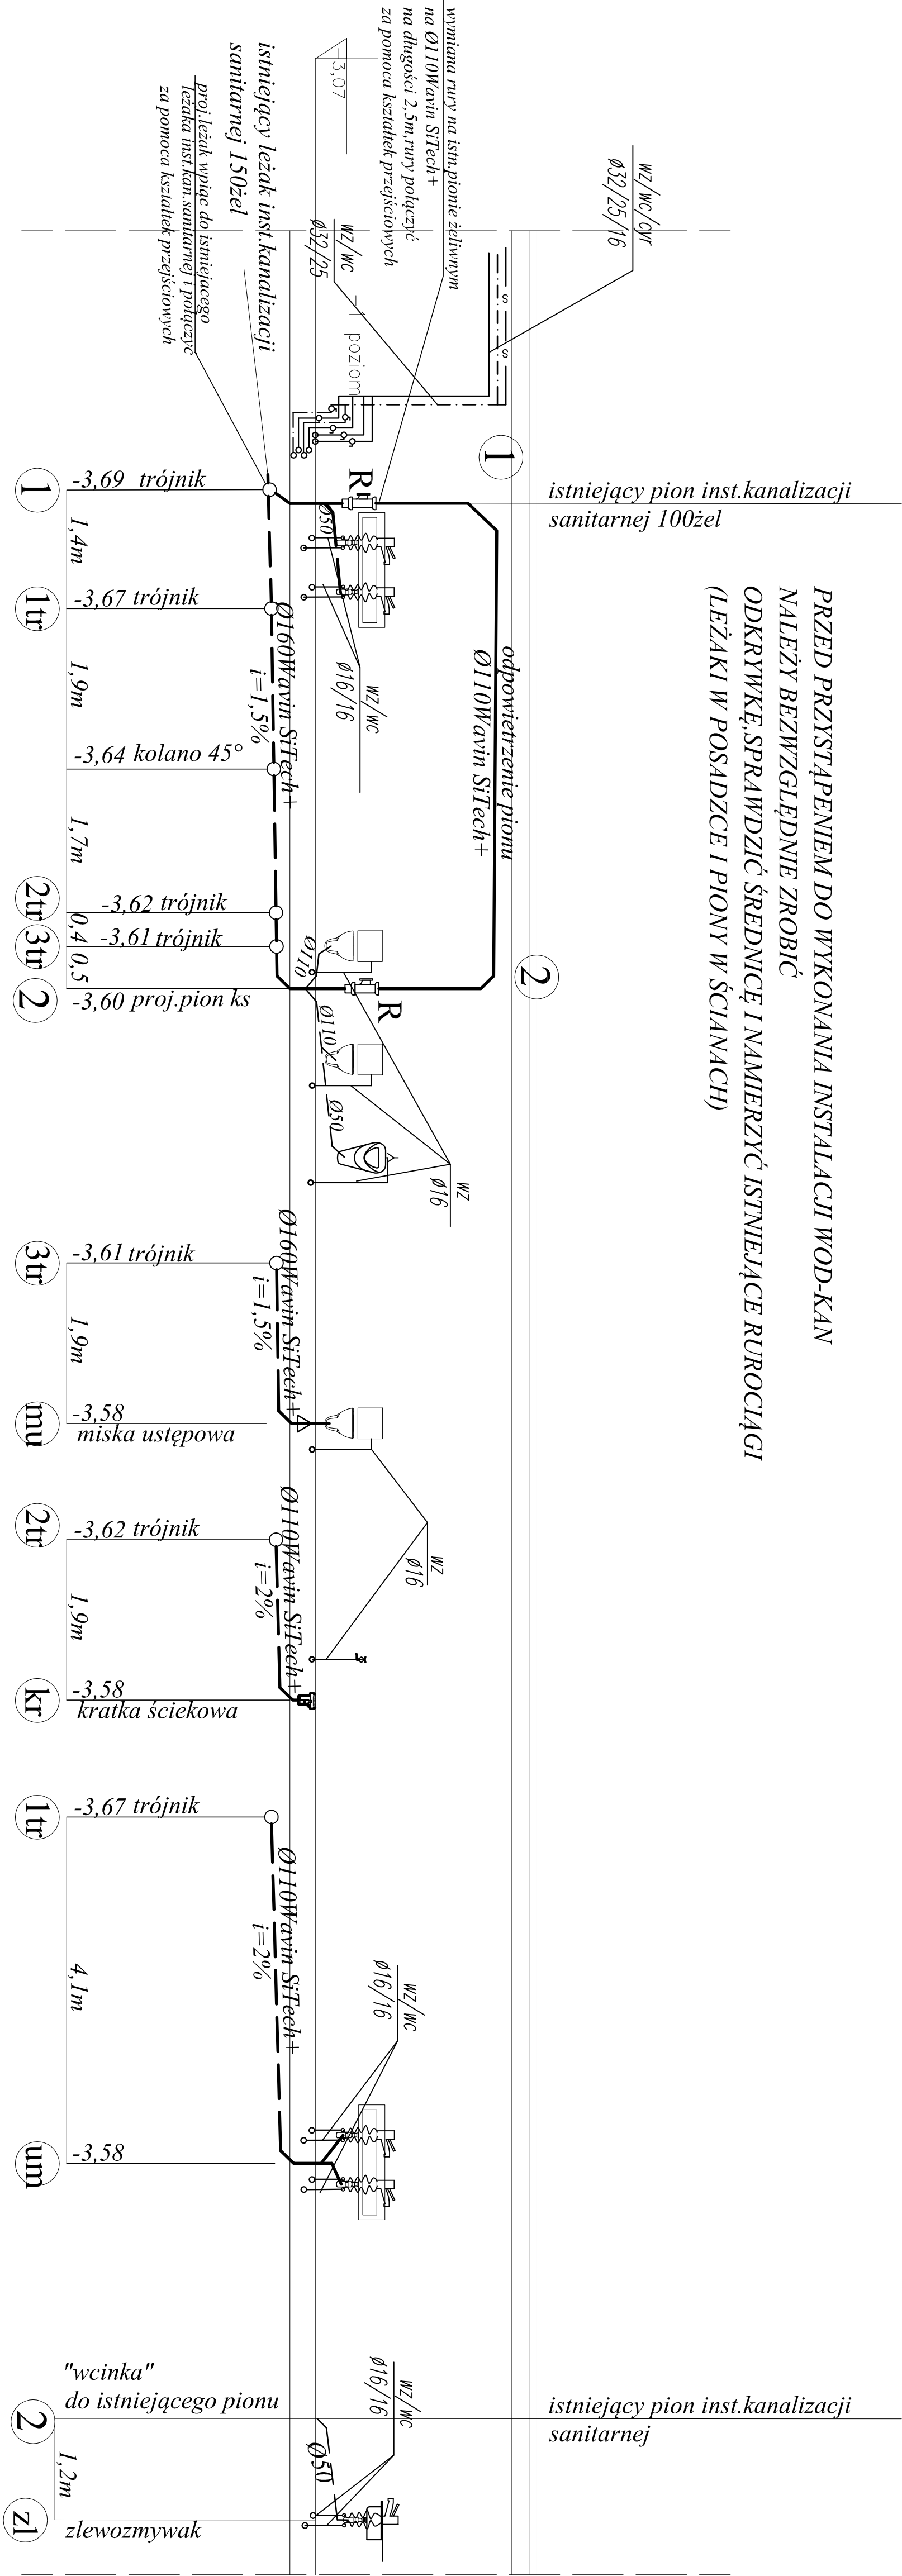 PRZED PRZYSTĄPENIEM DO WYKONANIA INSTALACJI WOD-KAN
NALEŻY BEZWZGLĘDNIE ZROBIĆ
ODKRYWKĘ,SPRAWDZIĆ ŚREDNICĘ I NAMIERZYĆ ISTNIEJĄCE RUROCIĄGI
(LEŻAKI W POSADZCE I PIONY W ŚCIANACH)
wz/wc/cyr
ø32/25/16
wymiana rury na istn.pionie żeliwnym
na Ø110Wavin SiTech+
na długości 2,5m,rury połączyć
za pomoca kształtek przejściowych
-3,07
wz/wc
ø32/25
-1 poziom
s
s
istniejący leżak inst.kanalizacji
sanitarnej 150żel
proj.leżak wpiąc do istniejacego
leżaka inst.kan.sanitarnej i połączyć
za pomoca kształtek przejściowych
1
istniejący pion inst.kanalizacji
sanitarnej 100żel
R
Ø50
wz/wc
ø16/16
odpowietrzenie pionu
Ø110Wavin SiTech+
2
R
Ø110
Ø110
Ø50
wz
ø16
Ø160Wavin SiTech+
i=1,5%
1
-3,69 trójnik
1,4m
1tr
-3,67 trójnik
1,9m
-3,64 kolano 45°
1,7m
2tr
-3,62 trójnik
0,4
3tr
-3,61 trójnik
0,5
2
-3,60 proj.pion ks
3tr
-3,61 trójnik
1,9m
Ø160Wavin SiTech+
i=1,5%
mu
-3,58
miska ustępowa
wz
ø16
2tr
-3,62 trójnik
1,9m
Ø110Wavin SiTech+
i=2%
kr
-3,58
kratka ściekowa
1tr
-3,67 trójnik
4,1m
Ø110Wavin SiTech+
i=2%
wz/wc
ø16/16
um
-3,58
"wcinka"
do istniejącego pionu
istniejący pion inst.kanalizacji
sanitarnej
2
1,2m
wz/wc
ø16/16
Ø50
zl
zlewozmywak